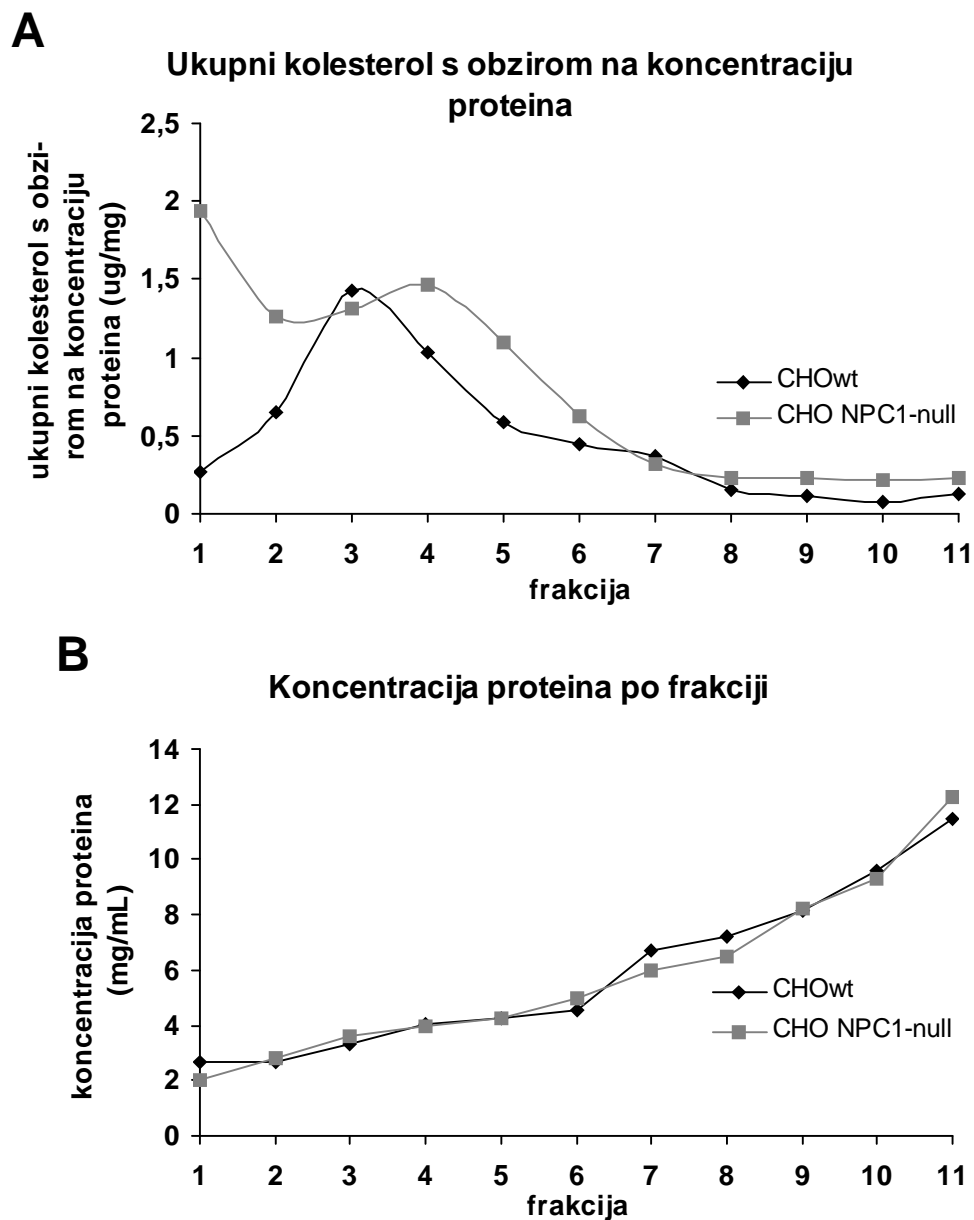 A
Ukupni kolesterol s obzirom na koncentraciju
proteina
ukupni kolesterol s obzi-
rom na koncentraciju
proteina (ug/mg)
2,5
2
1,5
1
0,5
0
CHOwt
CHO NPC1-null
1 2 3 4 5 6 7 8 9 10 11
frakcija
B
Koncentracija proteina po frakciji
koncentracija proteina
(mg/mL)
14
12
10
8
6
4
2
0
CHOwt
CHO NPC1-null
1 2 3 4 5 6 7 8 9 10 11
frakcija